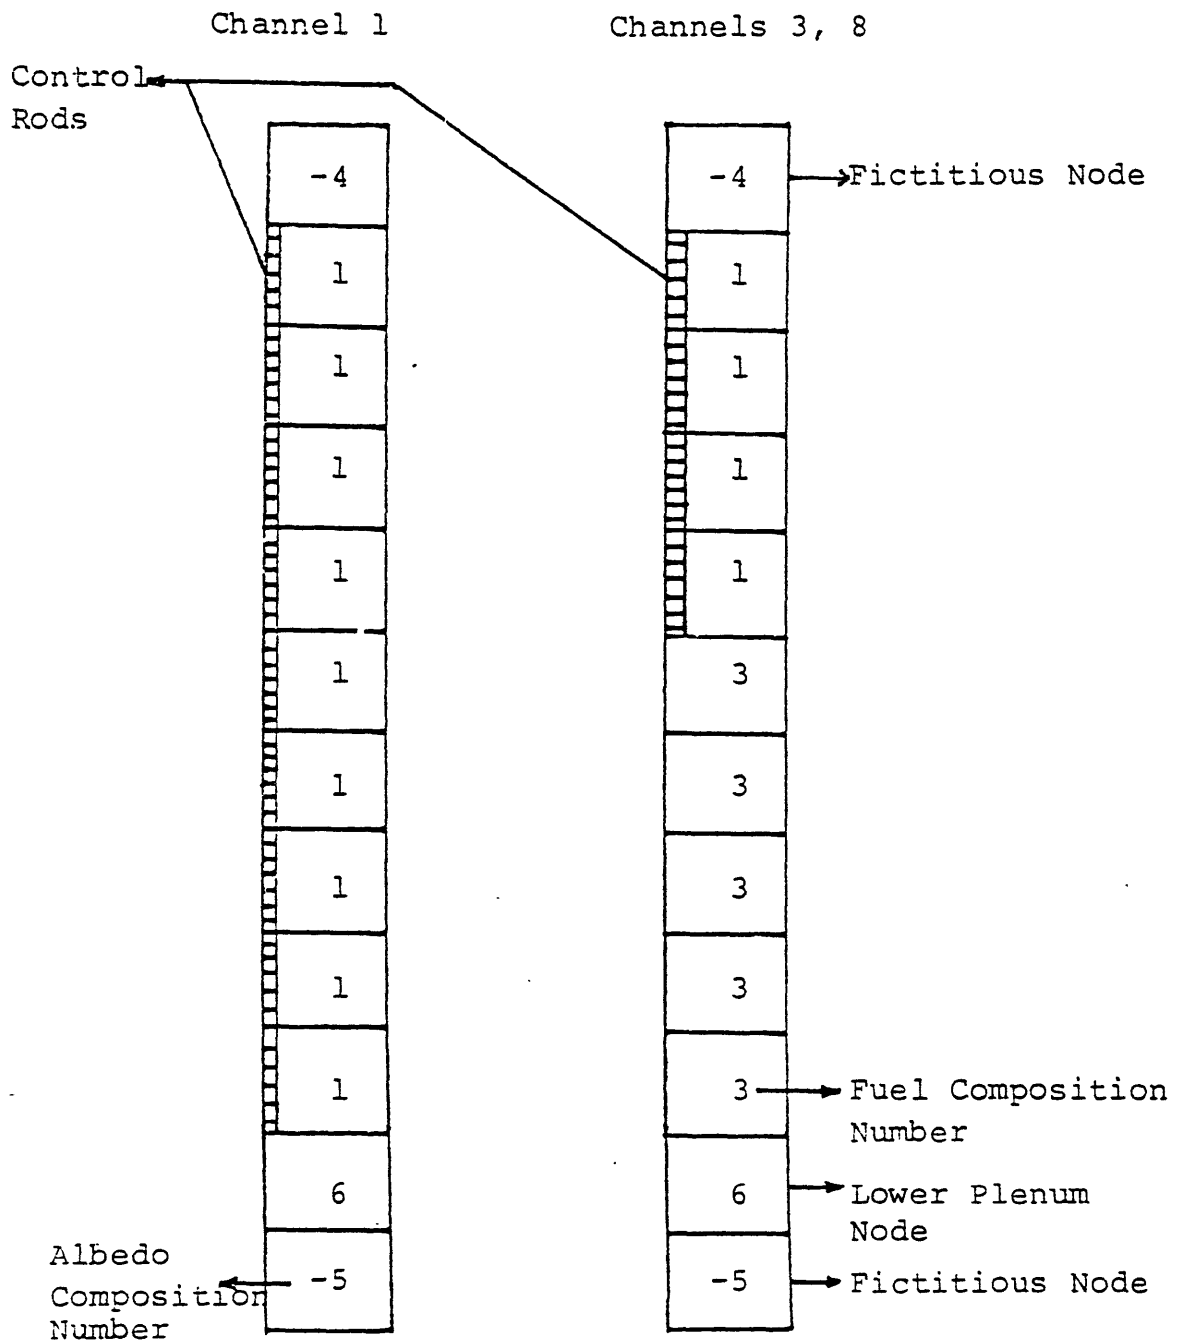 Channel 1 Channels 3, 8
Control
Rods
-4 -4 Fictitious Node
1 1
1 1
1 1
1 1
1 3
1 3
1 3
1 3
1 3 Fuel Composition
Number
6 6 Lower Plenum
Node
Albedo
Composition
Number
-5 -5 Fictitious Node